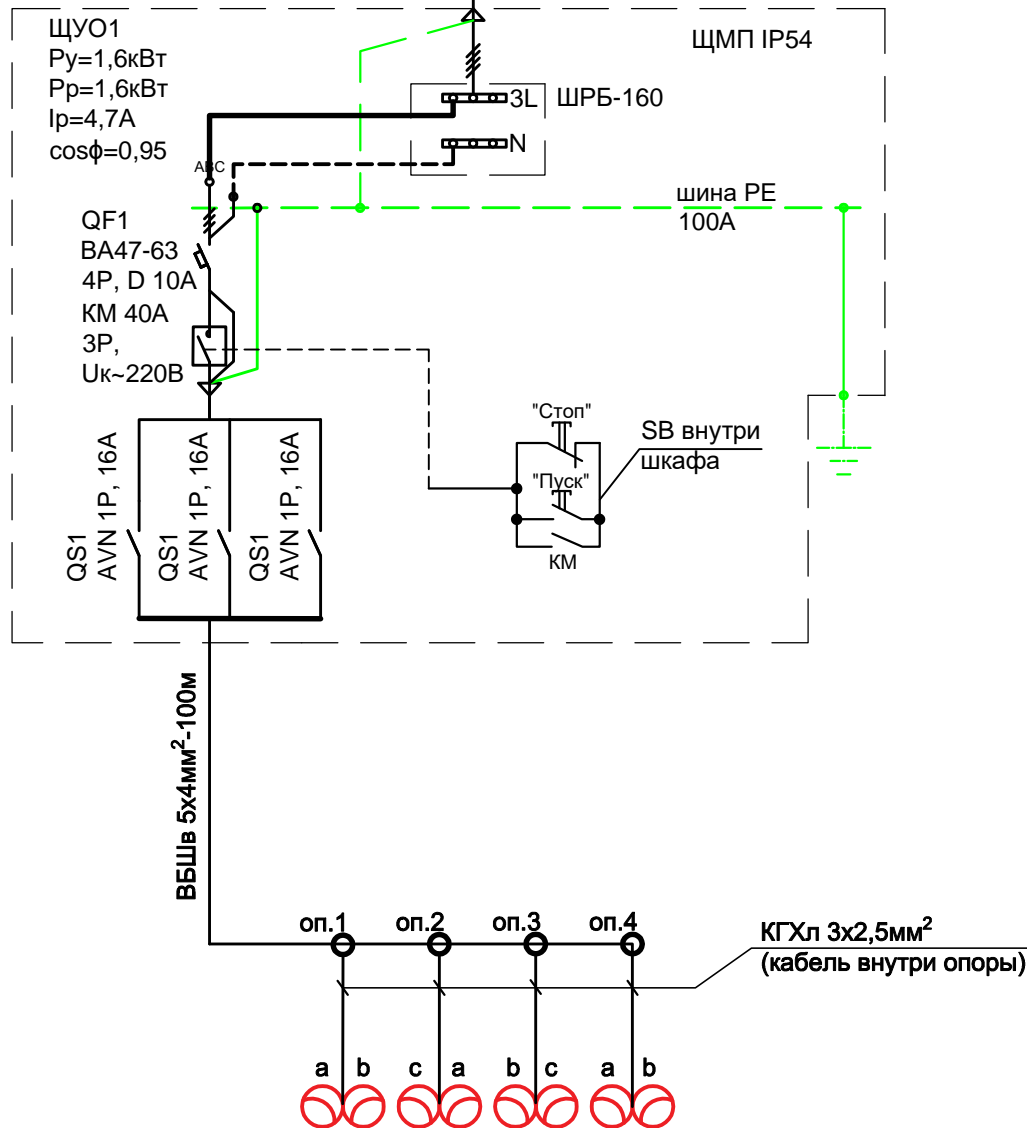 ЩУО1
Ру=1,6кВт
Рр=1,6кВт
Iр=4,7А
cosϕ=0,95
ЩМП IP54
3L
ШРБ-160
N
ABC
шина РЕ
100А
QF1
ВА47-63
4Р, D 10А
КМ 40А
3Р,
Uк~220В
"Стоп"
SB внутри
шкафа
"Пуск"
КМ
QS1
AVN 1P, 16A
QS1
AVN 1P, 16A
QS1
AVN 1P, 16A
ВБШв 5х4мм²-100м
оп.1
оп.2
оп.3
оп.4
КГХл 3х2,5мм²
(кабель внутри опоры)
a b
c a
b c
a b